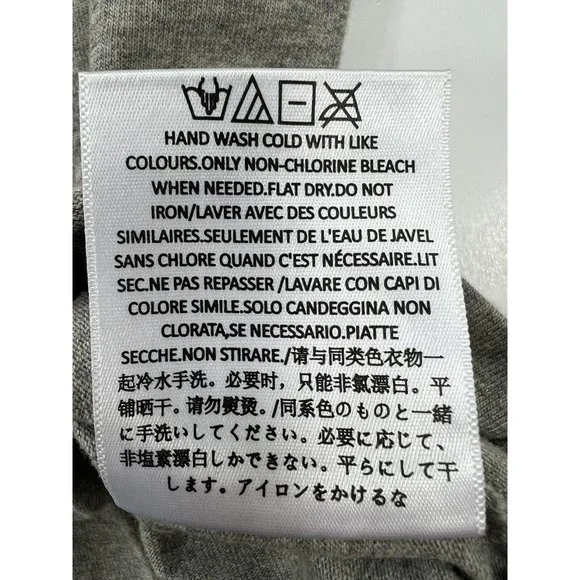 HAND WASH COLD WITH LIKE
COLOURS.ONLY NON-CHLORINE BLEACH
WHEN NEEDED.FLAT DRY.DO NOT
IRON/LAVER AVEC DES COULEURS
SIMILAIRES.SEULEMENT DE L'EAU DE JAVEL
SANS CHLORE QUAND C'EST NÉCESSAIRE.LIT
SEC.NE PAS REPASSER /LAVARE CON CAPI DI
COLORE SIMILE.SOLO CANDEGGINA NON
CLORATA,SE NECESSARIO.PIATTE
SECCHE.NON STIRARE./请与同类色衣物一
起冷水手洗。必要时，只能非氯漂白。平
铺晒干。请勿熨烫。/同系色のものと一緒
に手洗いしてください。必要に応じて、
非塩素漂白しかできない。平らにして干
します。アイロンをかけるな